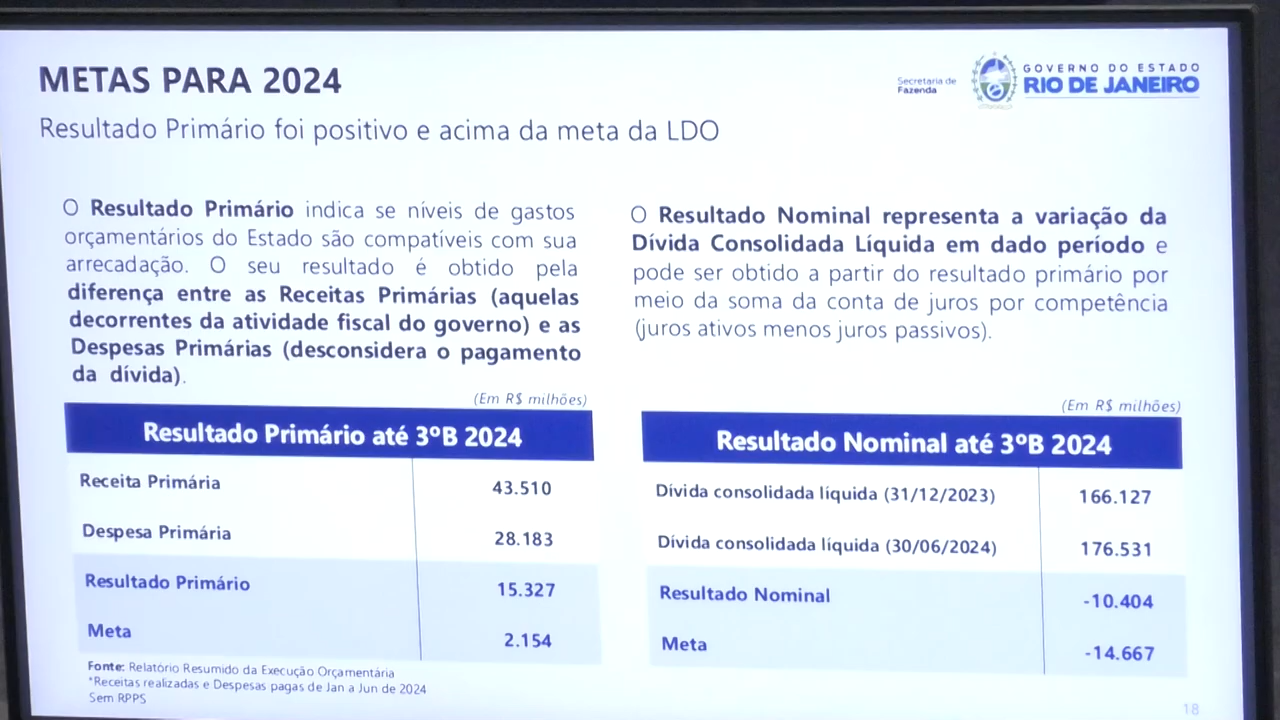 METAS PARA 2024
Resultado Primário foi positivo e acima da meta da LDO
Secretaria de
Fazenda
GOVERNO DO ESTADO
RIO DE JANEIRO
O Resultado Primário indica se níveis de gastos
orçamentários do Estado são compatíveis com sua
arrecadação. O seu resultado é obtido pela
diferença entre as Receitas Primárias (aquelas
decorrentes da atividade fiscal do governo) e as
Despesas Primárias (desconsidera o pagamento
da dívida).
(Em R$ milhões)
Resultado Primário até 3ºB 2024
Receita Primária 43.510
Despesa Primária 28.183
Resultado Primário 15.327
Meta 2.154
Fonte: Relatório Resumido da Execução Orçamentária
*Receitas realizadas e Despesas pagas de Jan a Jun de 2024
Sem RPPS
O Resultado Nominal representa a variação da
Dívida Consolidada Líquida em dado período e
pode ser obtido a partir do resultado primário por
meio da soma da conta de juros por competência
(juros ativos menos juros passivos).
(Em R$ milhões)
Resultado Nominal até 3ºB 2024
Dívida consolidada líquida (31/12/2023) 166.127
Dívida consolidada líquida (30/06/2024) 176.531
Resultado Nominal -10.404
Meta -14.667
18